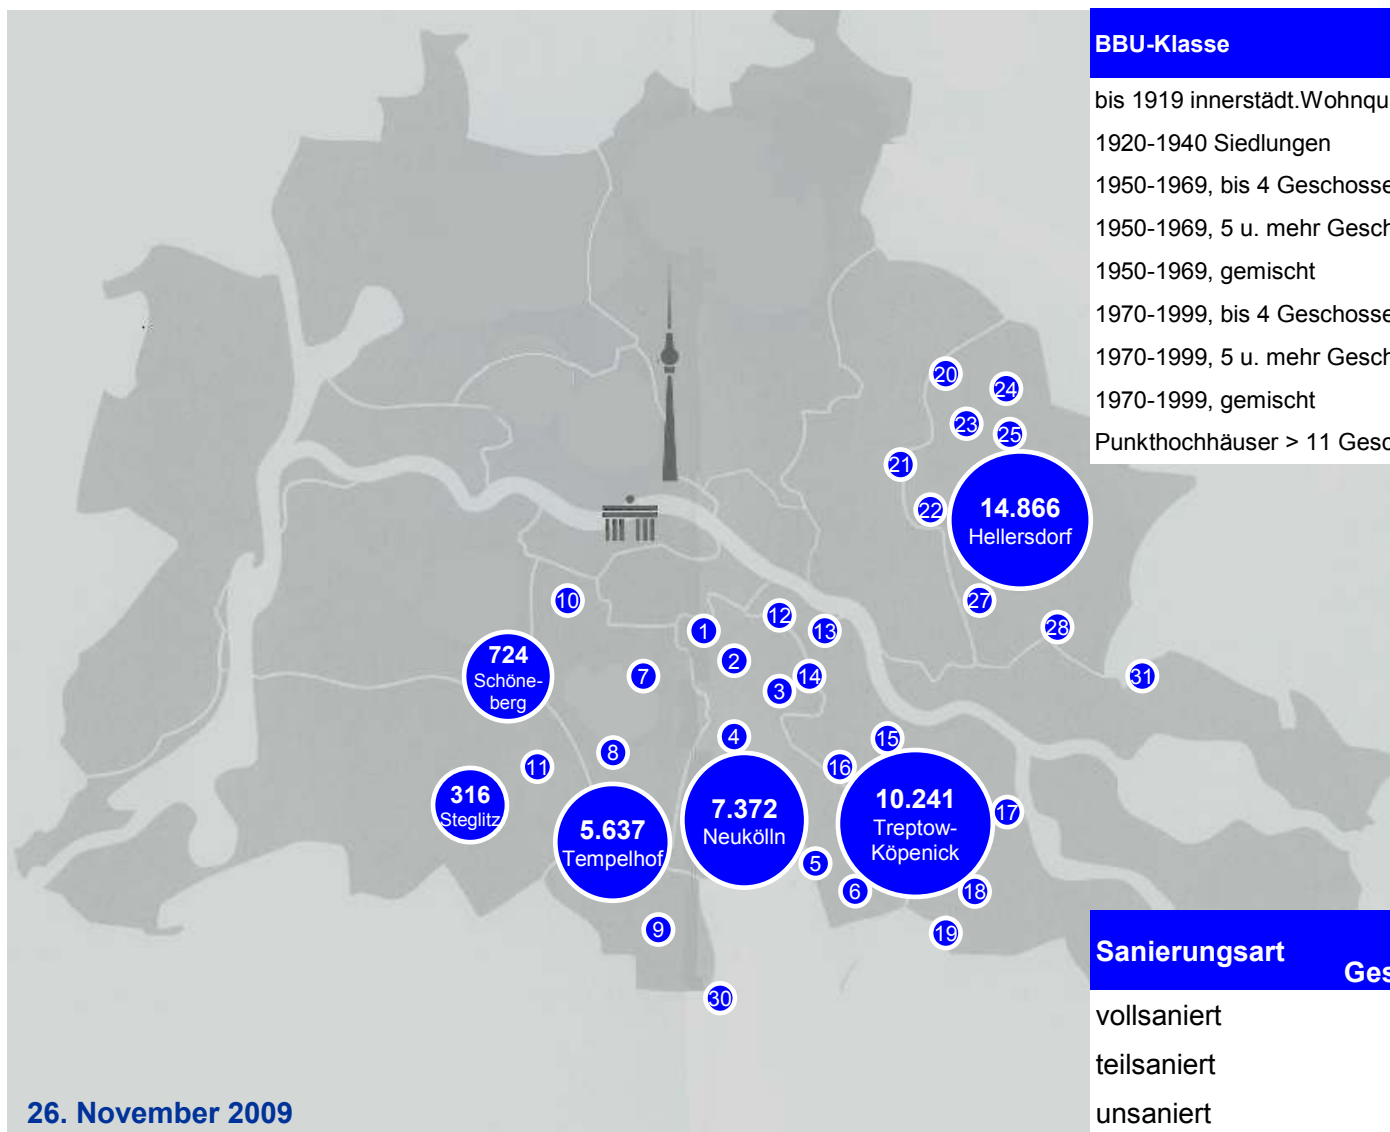 BBU-Klasse
bis 1919 innerstädt.Wohnqu
1920-1940 Siedlungen
1950-1969, bis 4 Geschosse
1950-1969, 5 u. mehr Gesch
1950-1969, gemischt
1970-1999, bis 4 Geschosse
1970-1999, 5 u. mehr Gesch
1970-1999, gemischt
Punkthochhäuser > 11 Gesc
20
24
23
25
21
22
14.866
Hellersdorf
10
27
12
1
13
28
2
724
Schöne-
berg
7
14
3
31
4
15
8
11
16
316
Steglitz
5.637
Tempelhof
7.372
Neukölln
10.241
Treptow-
Köpenick
17
5
6
18
9
19
30
Sanierungsart
Ges
vollsaniert
teilsaniert
unsaniert
26. November 2009